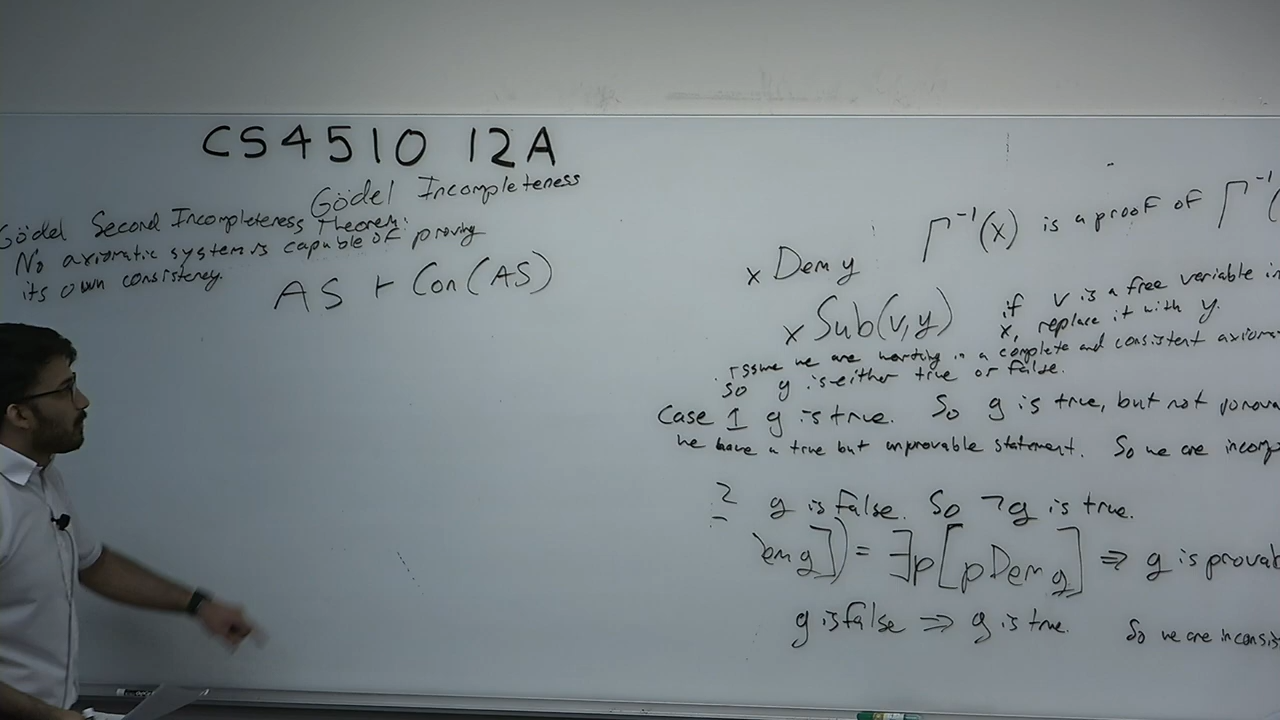 CS4510 12A
Gödel Incompleteness
Gödel Second Incompleteness Theorem:
No axiomatic system is capable of proving
its own consistency.
AS ⊢ Con(AS)
Γ⁻¹(x) is a proof of Γ⁻¹(
x Dem y
x Sub(v,y) if v is a free variable in
x, replace it with y.
we are working in a complete and consistent
so g is either true or false.
Case 1 g is true. So g is true, but not
we have a true but unprovable statement. So we are
2 g is false. So ¬g is true.
g]) = ∃p[pDem g] ⇒ g is
g is false ⇒ g is true. So we are